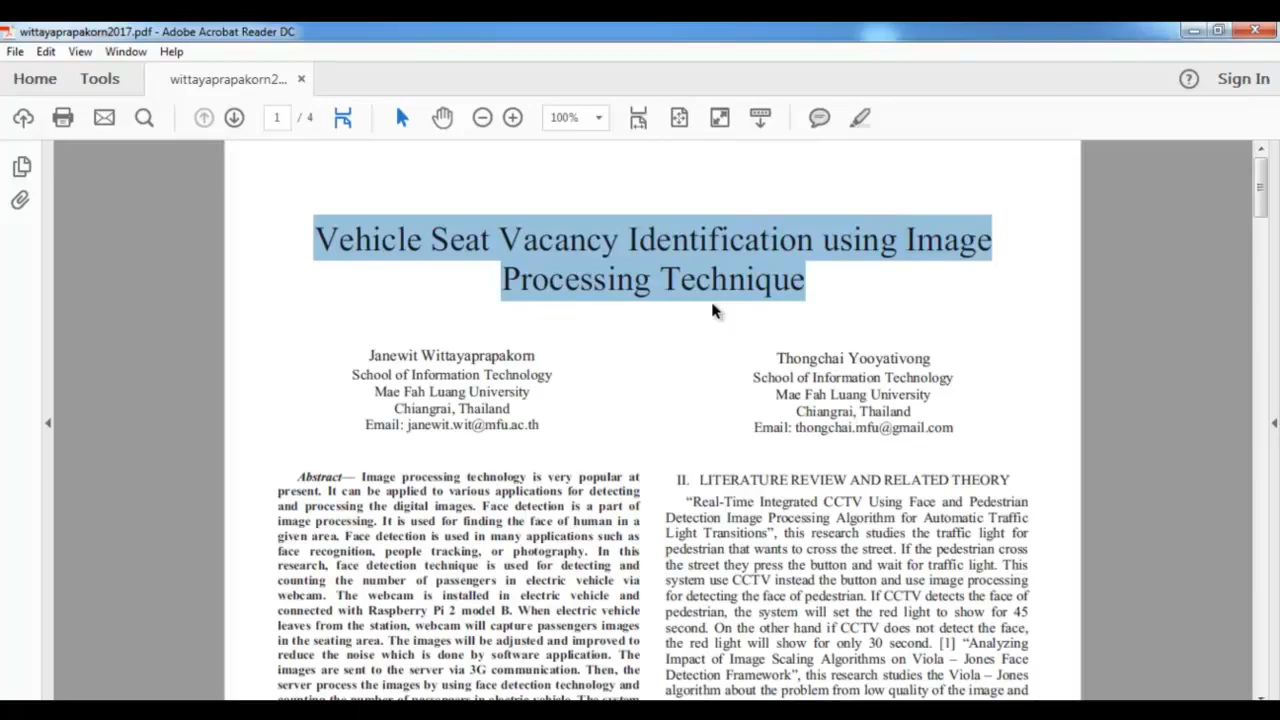 wittayaprapakorn2017.pdf - Adobe Acrobat Reader DC
File Edit View Window Help
Home Tools wittayaprapakorn2... × Sign In
1 / 4 100%
Vehicle Seat Vacancy Identification using Image
Processing Technique
Janewit Wittayaprapakorn
School of Information Technology
Mae Fah Luang University
Chiangrai, Thailand
Email: janewit.wit@mfu.ac.th
Thongchai Yooyativong
School of Information Technology
Mae Fah Luang University
Chiangrai, Thailand
Email: thongchai.mfu@gmail.com
Abstract— Image processing technology is very popular at
present. It can be applied to various applications for detecting
and processing the digital images. Face detection is a part of
image processing. It is used for finding the face of human in a
given area. Face detection is used in many applications such as
face recognition, people tracking, or photography. In this
research, face detection technique is used for detecting and
counting the number of passengers in electric vehicle via
webcam. The webcam is installed in electric vehicle and
connected with Raspberry Pi 2 model B. When electric vehicle
leaves from the station, webcam will capture passengers images
in the seating area. The images will be adjusted and improved to
reduce the noise which is done by software application. The
images are sent to the server via 3G communication. Then, the
server process the images by using face detection technology and
counting the number of passengers in electric vehicle. The system
II. LITERATURE REVIEW AND RELATED THEORY
“Real-Time Integrated CCTV Using Face and Pedestrian
Detection Image Processing Algorithm for Automatic Traffic
Light Transitions”, this research studies the traffic light for
pedestrian that wants to cross the street. If the pedestrian cross
the street they press the button and wait for traffic light. This
system use CCTV instead the button and use image processing
for detecting the face of pedestrian. If CCTV detects the face of
pedestrian, the system will set the red light to show for 45
second. On the other hand if CCTV does not detect the face,
the red light will show for only 30 second. [1] “Analyzing
Impact of Image Scaling Algorithms on Viola – Jones Face
Detection Framework”, this research studies the Viola – Jones
algorithm about the problem from low quality of the image and